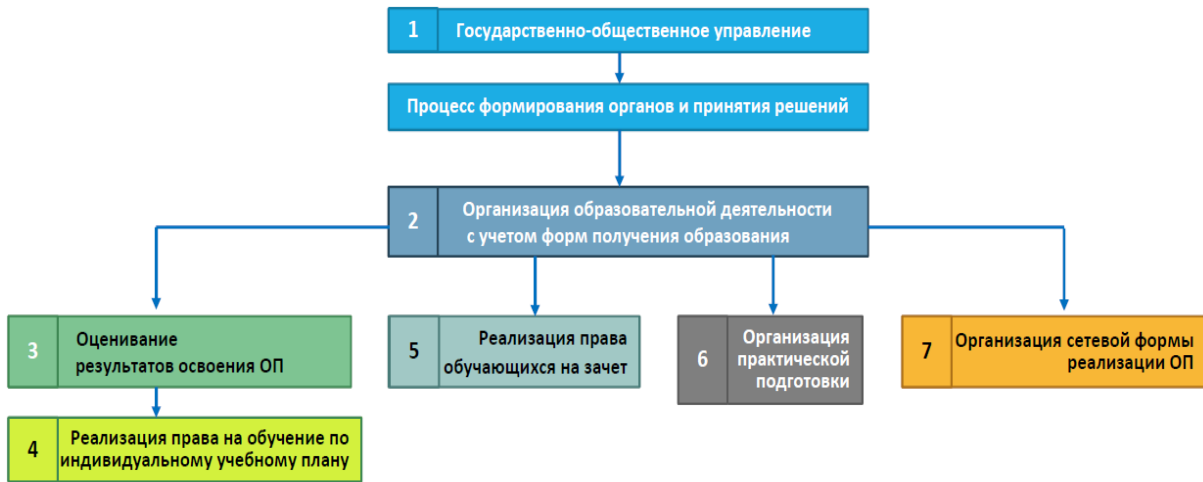 1 Государственно-общественное управление
Процесс формирования органов и принятия решений
2 Организация образовательной деятельности
с учетом форм получения образования
3 Оценивание
результатов освоения ОП
5 Реализация права
обучающихся на зачет
6 Организация
практической
подготовки
7 Организация сетевой формы
реализации ОП
4 Реализация права на обучение по
индивидуальному учебному плану